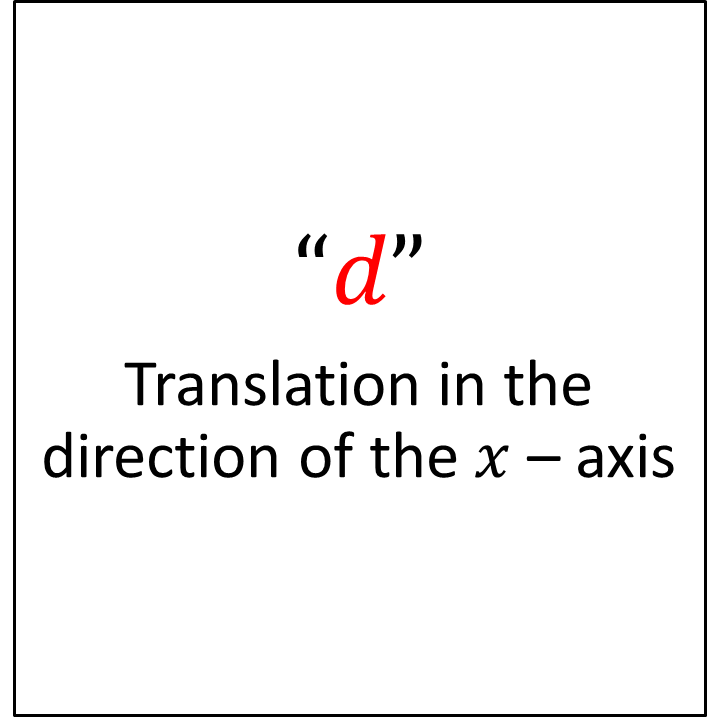 “d”
Translation in the
direction of the x – axis